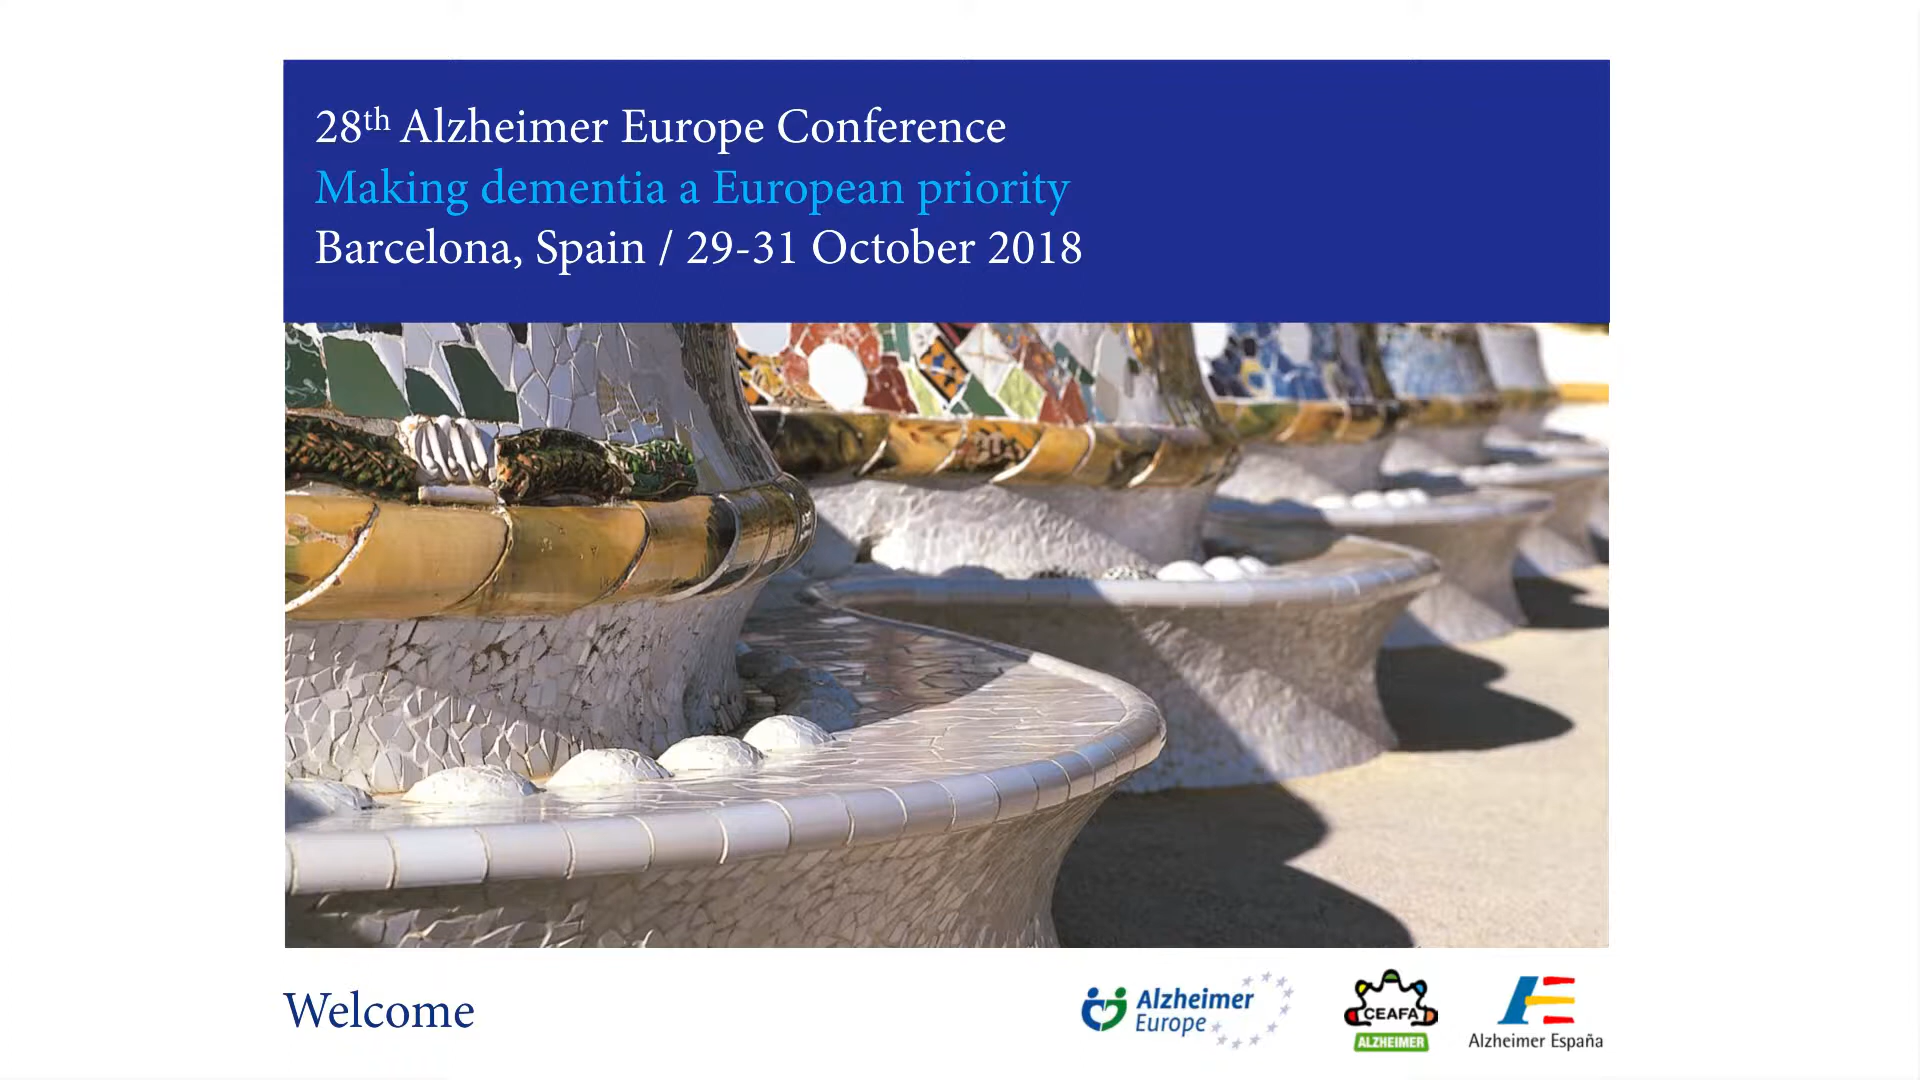 28th Alzheimer Europe Conference
Making dementia a European priority
Barcelona, Spain / 29-31 October 2018
Welcome
Alzheimer
Europe
CEAFA
ALZHEIMER
Alzheimer España